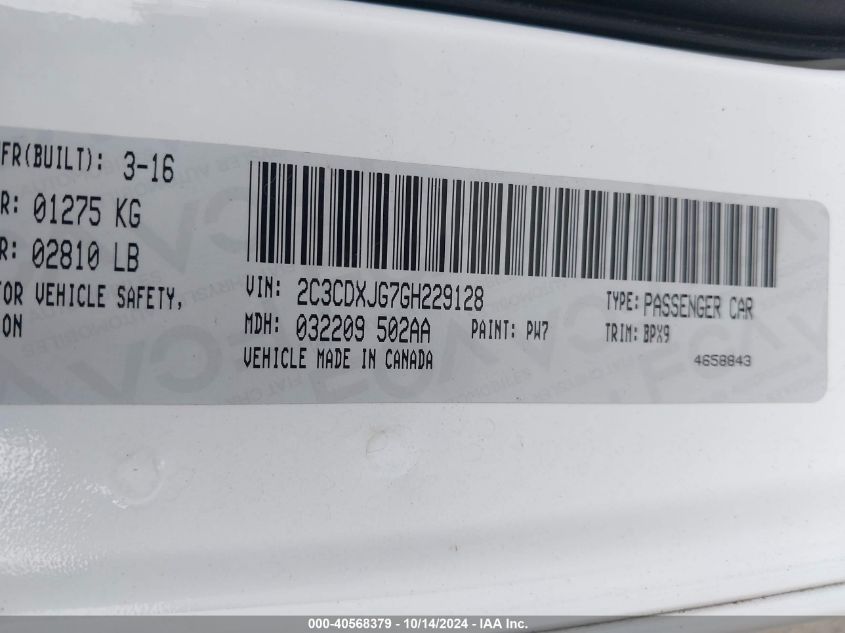 FR(BUILT): 3-16
R: 01275 KG
R: 02810 LB
OR VEHICLE SAFETY,
ON
VIN: 2C3CDXJG7GH229128
TYPE: PASSENGER CAR
MDH: 032209 502AA
PAINT: PW7
TRIM: BPX9
VEHICLE MADE IN CANADA
4658843
000-40568379 - 10/14/2024 - © IAA Inc.